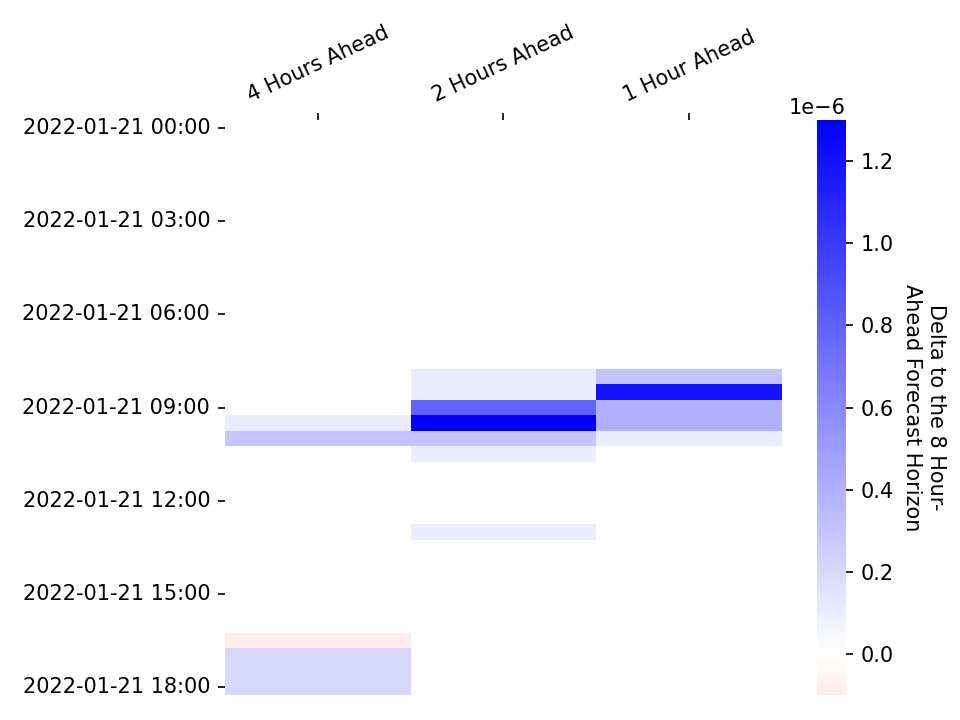 4 Hours Ahead
2 Hours Ahead
1 Hour Ahead
1e−6
2022-01-21 00:00
2022-01-21 03:00
2022-01-21 06:00
2022-01-21 09:00
2022-01-21 12:00
2022-01-21 15:00
2022-01-21 18:00
1.2
1.0
0.8
0.6
0.4
0.2
0.0
Delta to the 8 Hour-
Ahead Forecast Horizon